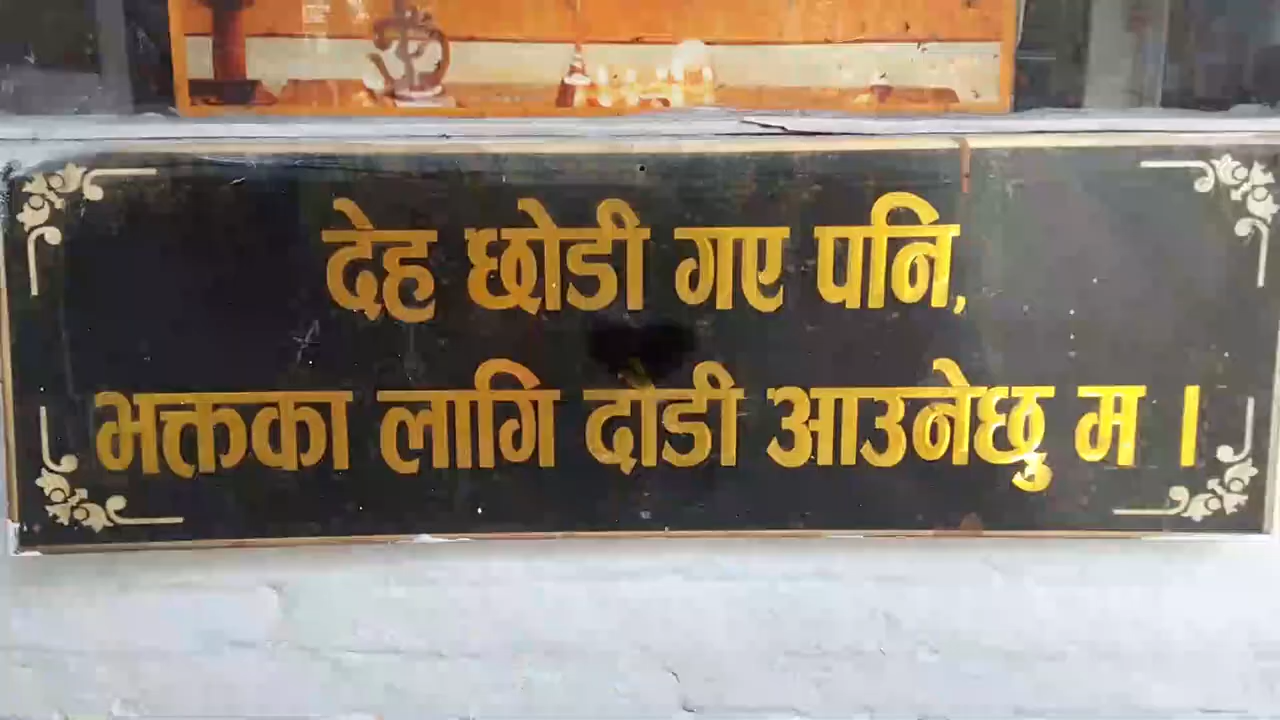 देह छोडी गए पनि,
भक्तका लागि दोडी आउनेछु म ।